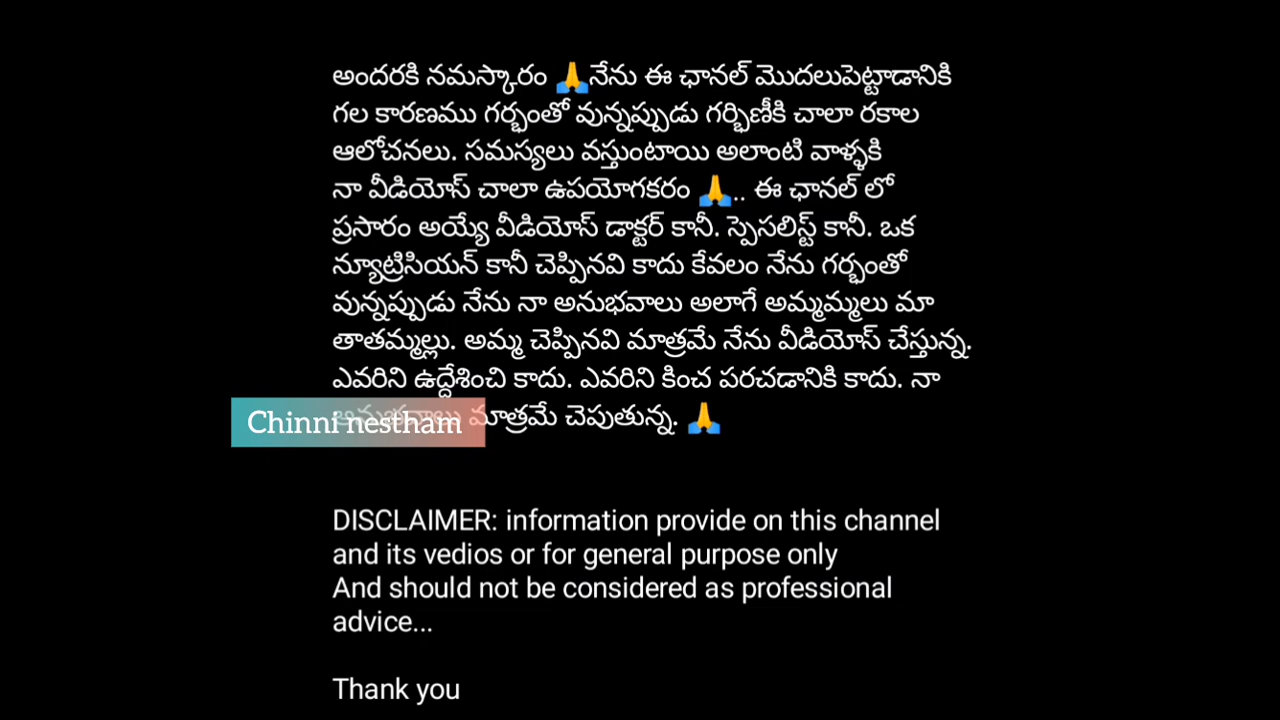 అందరకి నమస్కారం 🙏నేను ఈ ఛానల్ మొదలుపెట్టాడానికి
గల కారణము గర్భంతో వున్నప్పుడు గర్భిణీకి చాలా రకాల
ఆలోచనలు. సమస్యలు వస్తుంటాయి అలాంటి వాళ్ళకి
నా వీడియోస్ చాలా ఉపయోగకరం 🙏.. ఈ ఛానల్ లో
ప్రసారం అయ్యే వీడియోస్ డాక్టర్ కానీ. స్పెసలిస్ట్ కానీ. ఒక
న్యూట్రిసియన్ కానీ చెప్పినవి కాదు కేవలం నేను గర్భంతో
వున్నప్పుడు నేను నా అనుభవాలు అలాగే అమ్మమ్మలు మా
తాతమ్మల్లు. అమ్మ చెప్పినవి మాత్రమే నేను వీడియోస్ చేస్తున్న.
ఎవరిని ఉద్దేశించి కాదు. ఎవరిని కించ పరచడానికి కాదు. నా
అనుభవాలు మాత్రమే చెపుతున్న. 🙏
Chinni nestham
DISCLAIMER: information provide on this channel
and its vedios or for general purpose only
And should not be considered as professional
advice...
Thank you